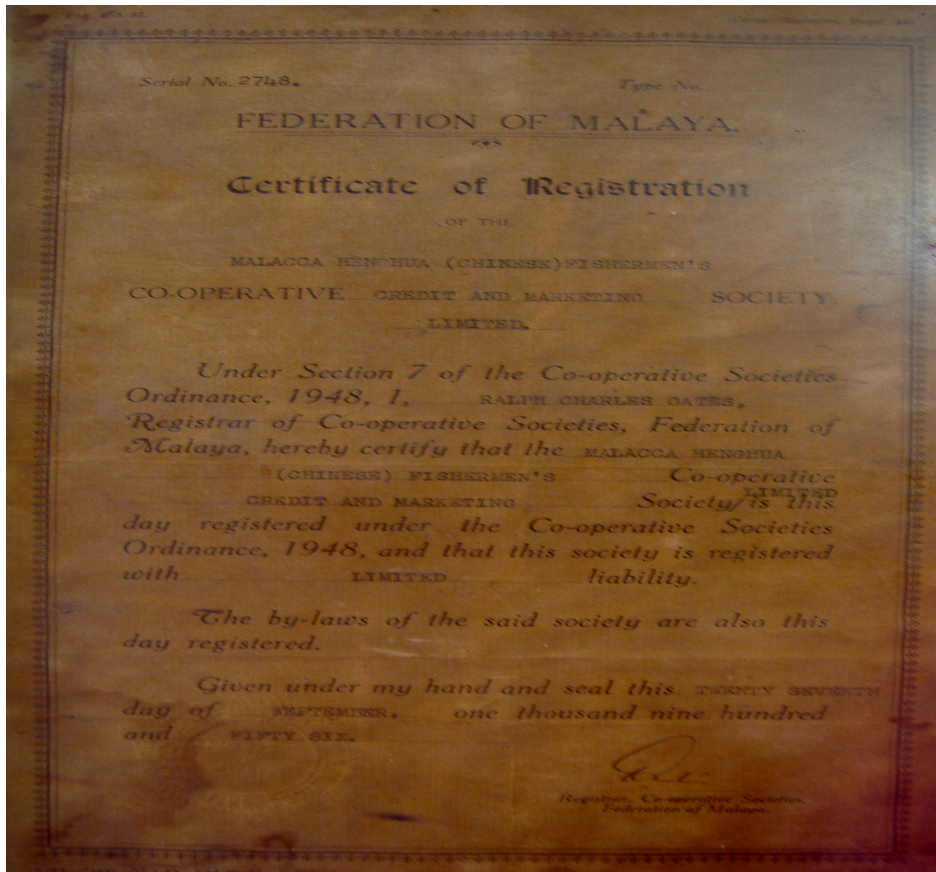 Serial No. 2748. Type No.
FEDERATION OF MALAYA.
Certificate of Registration
OF THE
MALACCA HENGHUA (CHINESE)FISHERMEN'S
CO-OPERATIVE CREDIT AND MARKETING SOCIETY.
LIMITED.
Under Section 7 of the Co-operative Societies
Ordinance, 1948, I, RALPH CHARLES GATES,
Registrar of Co-operative Societies, Federation of
Malaya, hereby certify that the MALACCA HENGHUA
(CHINESE) FISHERMEN'S Co-operative
CREDIT AND MARKETING Society/ LIMITED is this
day registered under the Co-operative Societies
Ordinance, 1948, and that this society is registered
with LIMITED liability.
The by-laws of the said society are also this
day registered.
Given under my hand and seal this TWENTY SEVENTH
day of SEPTEMBER, one thousand nine hundred
and FIFTY SIX.
Registrar, Co-operative Societies,
Federation of Malaya.